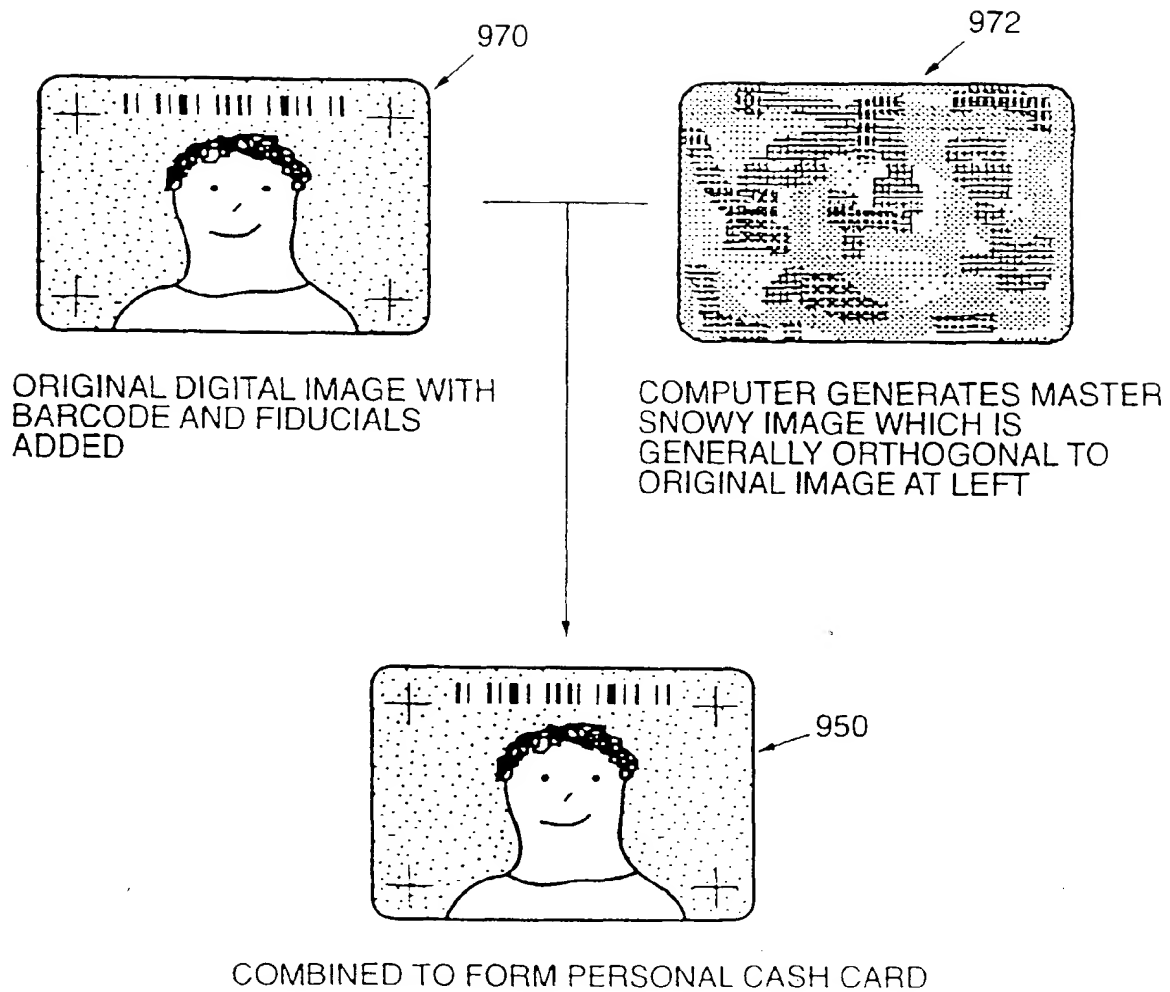 970
972
ORIGINAL DIGITAL IMAGE WITH
BARCODE AND FIDUCIALS
ADDED
COMPUTER GENERATES MASTER
SNOWY IMAGE WHICH IS
GENERALLY ORTHOGONAL TO
ORIGINAL IMAGE AT LEFT
950
COMBINED TO FORM PERSONAL CASH CARD